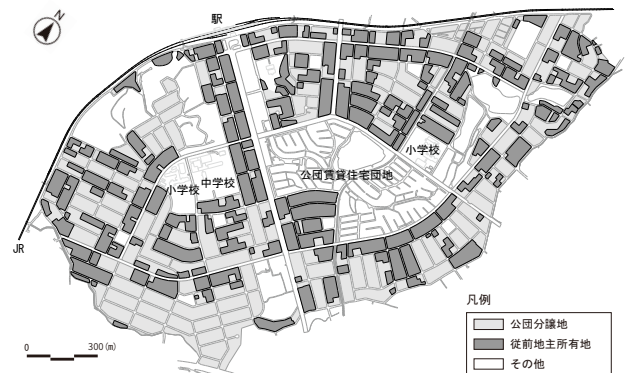 N
駅
小学校
小学校
中学校
公団賃貸住宅団地
JR
0 300(m)
凡例
公団分譲地
従前地主所有地
その他